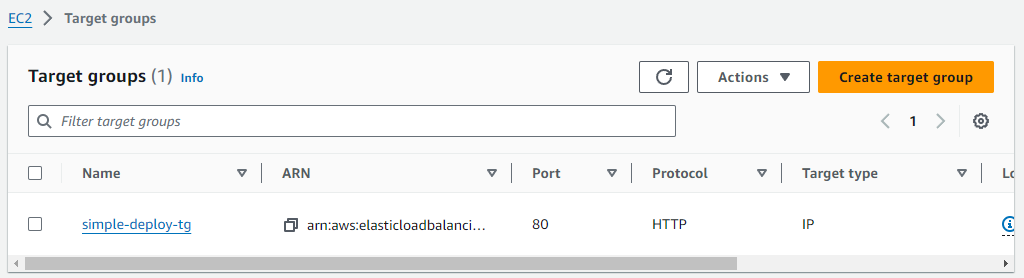 EC2 > Target groups
Target groups (1) Info Actions Create target group
Filter target groups 1
Name ARN Port Protocol Target type Lo
simple-deploy-tg arn:aws:elasticloadbalanci… 80 HTTP IP